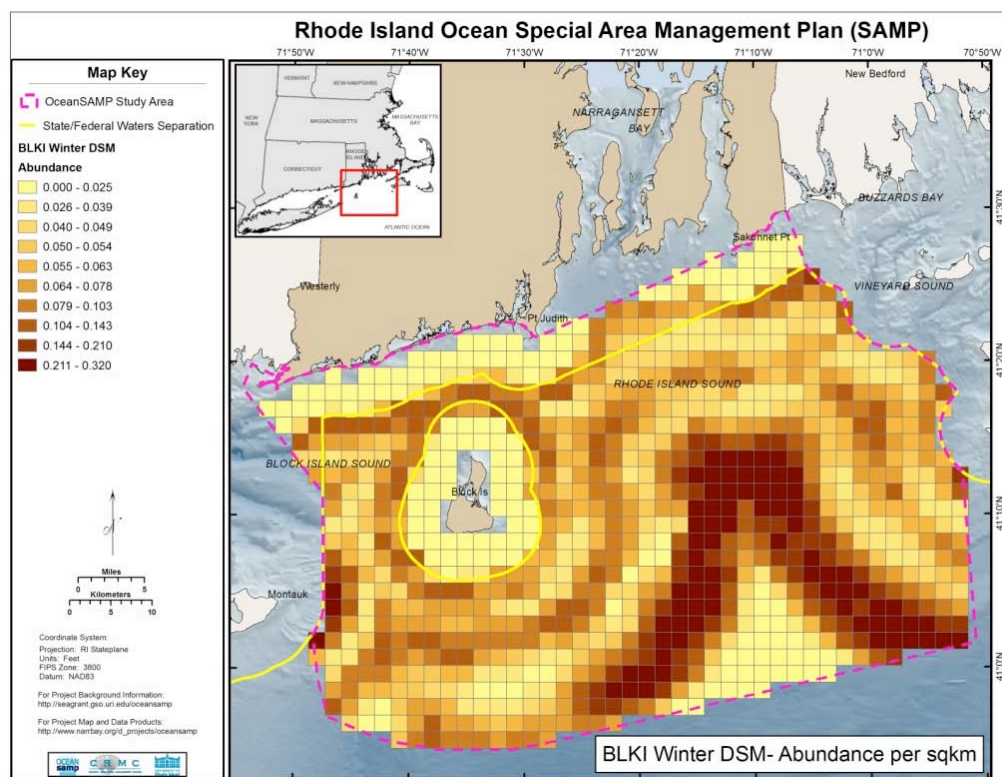 Rhode Island Ocean Special Area Management Plan (SAMP)
71°50'W
71°40'W
71°30'W
71°20'W
71°10'W
71°0'W
70°50'W
Map Key
OceanSAMP Study Area
State/Federal Waters Separation
BLKI Winter DSM
Abundance
0.000 - 0.025
0.026 - 0.039
0.040 - 0.049
0.050 - 0.054
0.055 - 0.063
0.064 - 0.078
0.079 - 0.103
0.104 - 0.143
0.144 - 0.210
0.211 - 0.320
Miles
0 5
Kilometers
0 5 10
Coordinate System:
Projection: RI Stateplane
Units: Feet
FIPS Zone: 3800
Datum: NAD83
For Project Background Information:
http://seagrant.gso.uri.edu/oceansamp
For Project Map and Data Products:
http://www.narrbay.org/d_projects/oceansamp
OCEAN
samp
CRMC
VERMONT
NEW HAMPSHIRE
NEW
YORK
MASSACHUSETTS
MASSACHUSETTS
BAY
CONNECTICUT
RHODE
ISLAND
ATLANTIC OCEAN
NARRAGANSETT
BAY
New Bedford
BUZZARDS BAY
Sakonnet Pt
VINEYARD SOUND
Westerly
Pt Judith
RHODE ISLAND SOUND
BLOCK ISLAND SOUND
Block Is
Montauk
41°30'N
41°20'N
41°10'N
41°0'N
BLKI Winter DSM- Abundance per sqkm